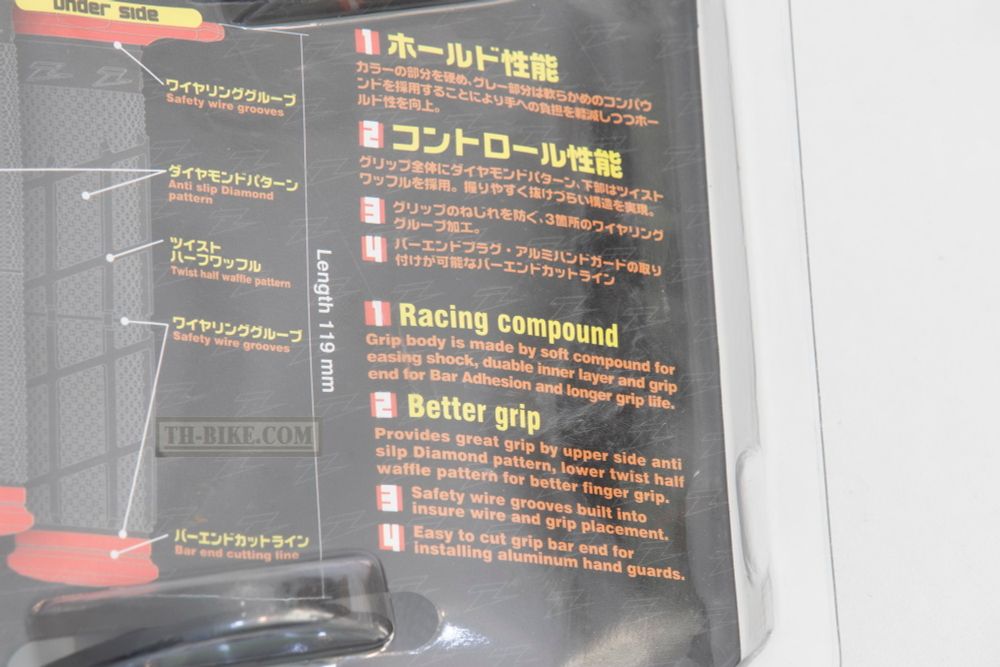 under side
ワイヤリンググルーブ
Safety wire grooves
ダイヤモンドパターン
Anti slip Diamond
pattern
ツイスト
ハーフワッフル
Twist half waffle pattern
ワイヤリンググルーブ
Safety wire grooves
バーエンドカットライン
Bar end cutting line
Length 119 mm
1 ホールド性能
カラーの部分を硬め、グレー部分は軟らかめのコンパウ
ンドを採用することにより手への負担を軽減しつつホー
ルド性を向上。
2 コントロール性能
グリップ全体にダイヤモンドパターン、下部はツイスト
ワッフルを採用。握りやすく抜けづらい構造を実現。
3 グリップのねじれを防ぐ、3箇所のワイヤリング
グルーブ加工。
4 バーエンドプラグ・アルミハンドガードの取り
付けが可能なバーエンドカットライン
1 Racing compound
Grip body is made by soft compound for
easing shock, duable inner layer and grip
end for Bar Adhesion and longer grip life.
2 Better grip
Provides great grip by upper side anti
silp Diamond pattern, lower twist half
waffle pattern for better finger grip.
3 Safety wire grooves built into
insure wire and grip placement.
4 Easy to cut grip bar end for
installing aluminum hand guards.
TH-BIKE.COM